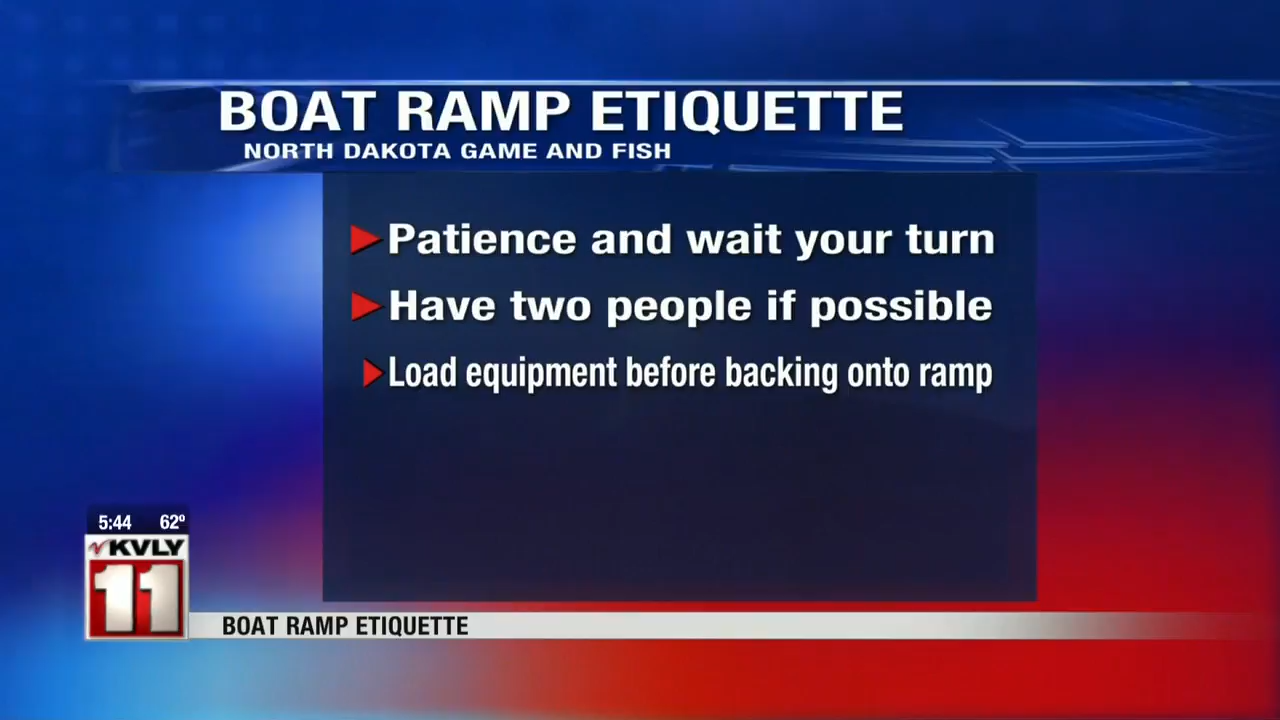 BOAT RAMP ETIQUETTE
NORTH DAKOTA GAME AND FISH
Patience and wait your turn
Have two people if possible
Load equipment before backing onto ramp
5:44 62º
KVLY
11
BOAT RAMP ETIQUETTE